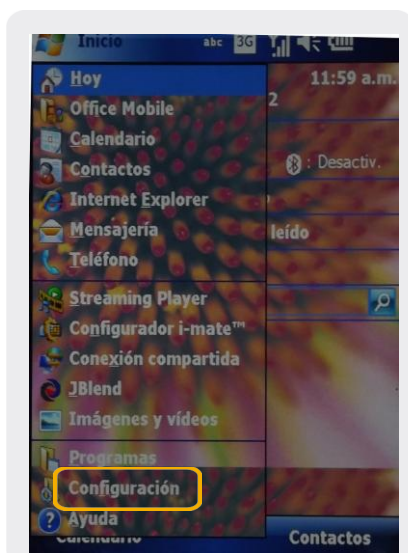 Inicio abc 3G
Hoy 11:59 a.m.
2
Office Mobile
Calendario
Contactos : Desactiv.
Internet Explorer
Mensajería leído
Teléfono
Streaming Player
Configurador i-mate™
Conexión compartida
JBlend
Imágenes y vídeos
Programas
Configuración
Ayuda
Calendario Contactos